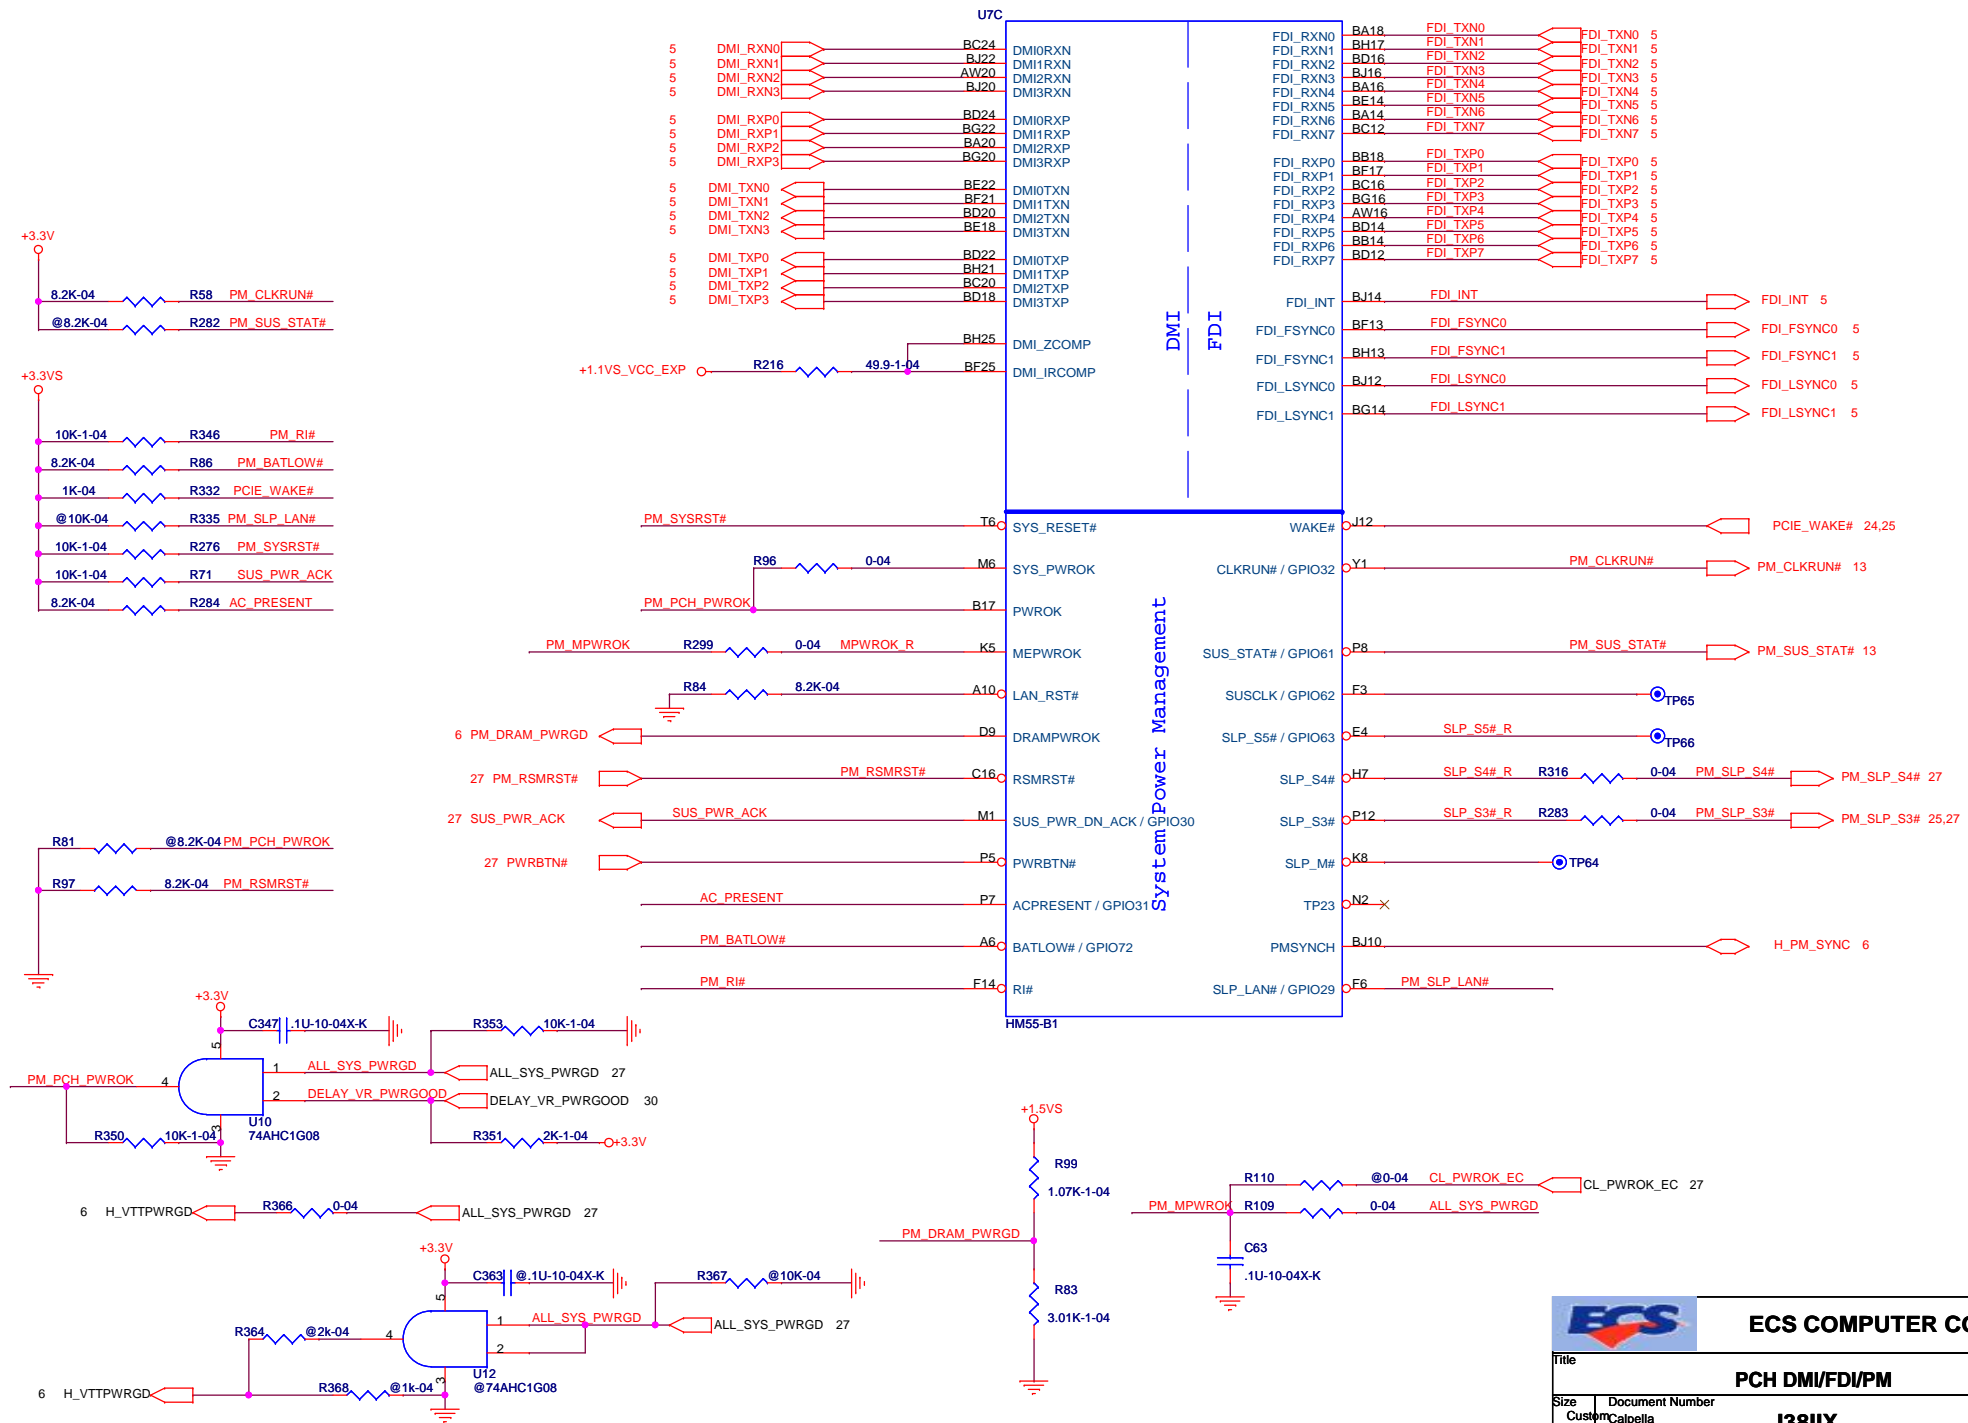 U7C
5 DMI_RXN0 BC24 DMI0RXN
5 DMI_RXN1 BJ22 DMI1RXN
5 DMI_RXN2 AW20 DMI2RXN
5 DMI_RXN3 BJ20 DMI3RXN
5 DMI_RXP0 BD24 DMI0RXP
5 DMI_RXP1 BG22 DMI1RXP
5 DMI_RXP2 BA20 DMI2RXP
5 DMI_RXP3 BG20 DMI3RXP
5 DMI_TXN0 BE22 DMI0TXN
5 DMI_TXN1 BF21 DMI1TXN
5 DMI_TXN2 BD20 DMI2TXN
5 DMI_TXN3 BE18 DMI3TXN
5 DMI_TXP0 BD22 DMI0TXP
5 DMI_TXP1 BH21 DMI1TXP
5 DMI_TXP2 BC20 DMI2TXP
5 DMI_TXP3 BD18 DMI3TXP
BH25 DMI_ZCOMP
+1.1VS_VCC_EXP R216 49.9-1-04 BF25 DMI_IRCOMP
DMI
FDI
FDI_RXN0 BA18 FDI_TXN0 FDI_TXN0 5
FDI_RXN1 BH17 FDI_TXN1 FDI_TXN1 5
FDI_RXN2 BD16 FDI_TXN2 FDI_TXN2 5
FDI_RXN3 BJ16 FDI_TXN3 FDI_TXN3 5
FDI_RXN4 BA16 FDI_TXN4 FDI_TXN4 5
FDI_RXN5 BE14 FDI_TXN5 FDI_TXN5 5
FDI_RXN6 BA14 FDI_TXN6 FDI_TXN6 5
FDI_RXN7 BC12 FDI_TXN7 FDI_TXN7 5
FDI_RXP0 BB18 FDI_TXP0 FDI_TXP0 5
FDI_RXP1 BF17 FDI_TXP1 FDI_TXP1 5
FDI_RXP2 BC16 FDI_TXP2 FDI_TXP2 5
FDI_RXP3 BG16 FDI_TXP3 FDI_TXP3 5
FDI_RXP4 AW16 FDI_TXP4 FDI_TXP4 5
FDI_RXP5 BD14 FDI_TXP5 FDI_TXP5 5
FDI_RXP6 BB14 FDI_TXP6 FDI_TXP6 5
FDI_RXP7 BD12 FDI_TXP7 FDI_TXP7 5
FDI_INT BJ14 FDI_INT FDI_INT 5
FDI_FSYNC0 BF13 FDI_FSYNC0 FDI_FSYNC0 5
FDI_FSYNC1 BH13 FDI_FSYNC1 FDI_FSYNC1 5
FDI_LSYNC0 BJ12 FDI_LSYNC0 FDI_LSYNC0 5
FDI_LSYNC1 BG14 FDI_LSYNC1 FDI_LSYNC1 5
+3.3V
8.2K-04 R58 PM_CLKRUN#
@8.2K-04 R282 PM_SUS_STAT#
+3.3VS
10K-1-04 R346 PM_RI#
8.2K-04 R86 PM_BATLOW#
1K-04 R332 PCIE_WAKE#
@10K-04 R335 PM_SLP_LAN#
10K-1-04 R276 PM_SYSRST#
10K-1-04 R71 SUS_PWR_ACK
8.2K-04 R284 AC_PRESENT
R81 @8.2K-04 PM_PCH_PWROK
R97 8.2K-04 PM_RSMRST#
PM_SYSRST# T6 SYS_RESET#
R96 0-04 M6 SYS_PWROK
PM_PCH_PWROK B17 PWROK
PM_MPWROK R299 0-04 MPWROK_R K5 MEPWROK
R84 8.2K-04 A10 LAN_RST#
6 PM_DRAM_PWRGD D9 DRAMPWROK
27 PM_RSMRST# PM_RSMRST# C16 RSMRST#
27 SUS_PWR_ACK SUS_PWR_ACK M1 SUS_PWR_DN_ACK / GPIO30
27 PWRBTN# P5 PWRBTN#
AC_PRESENT P7 ACPRESENT / GPIO31
PM_BATLOW# A6 BATLOW# / GPIO72
PM_RI# F14 RI#
System Power Management
WAKE# J12 PCIE_WAKE# 24,25
CLKRUN# / GPIO32 Y1 PM_CLKRUN# PM_CLKRUN# 13
SUS_STAT# / GPIO61 P8 PM_SUS_STAT# PM_SUS_STAT# 13
SUSCLK / GPIO62 F3 TP65
SLP_S5# / GPIO63 E4 SLP_S5#_R TP66
SLP_S4# H7 SLP_S4#_R R316 0-04 PM_SLP_S4# PM_SLP_S4# 27
SLP_S3# P12 SLP_S3#_R R283 0-04 PM_SLP_S3# PM_SLP_S3# 25,27
SLP_M# K8 TP64
TP23 N2
PMSYNCH BJ10 H_PM_SYNC 6
SLP_LAN# / GPIO29 F6 PM_SLP_LAN#
HM55-B1
+3.3V
C347 .1U-10-04X-K R353 10K-1-04
5
PM_PCH_PWROK 4 1 ALL_SYS_PWRGD ALL_SYS_PWRGD 27
2 DELAY_VR_PWRGOOD DELAY_VR_PWRGOOD 30
3
U10
74AHC1G08
R350 10K-1-04 R351 2K-1-04 +3.3V
6 H_VTTPWRGD R366 0-04 ALL_SYS_PWRGD 27
+3.3V
C363 @.1U-10-04X-K R367 @10K-04
5
R364 @2k-04 4 1 ALL_SYS_PWRGD ALL_SYS_PWRGD 27
2
3
U12
@74AHC1G08
6 H_VTTPWRGD R368 @1k-04
+1.5VS
R99
1.07K-1-04
PM_DRAM_PWRGD
R83
3.01K-1-04
R110 @0-04 CL_PWROK_EC CL_PWROK_EC 27
PM_MPWROK R109 0-04 ALL_SYS_PWRGD
C63
.1U-10-04X-K
ECS
ECS COMPUTER CO
Title
PCH DMI/FDI/PM
Size
Custom
Document Number
Calpella